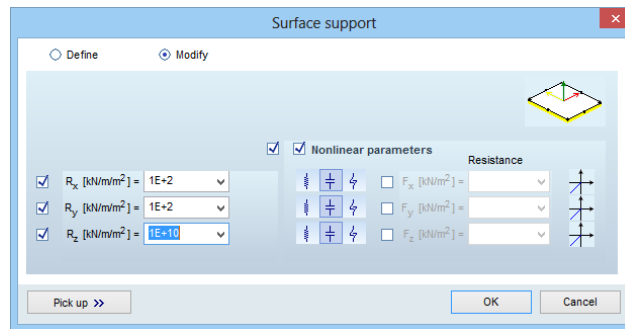 Surface support
Define Modify
Nonlinear parameters
Resistance
Rx [kN/m/m²] = 1E+2 Fx [kN/m²] =
Ry [kN/m/m²] = 1E+2 Fy [kN/m²] =
Rz [kN/m/m²] = 1E+10 Fz [kN/m²] =
Pick up >> OK Cancel